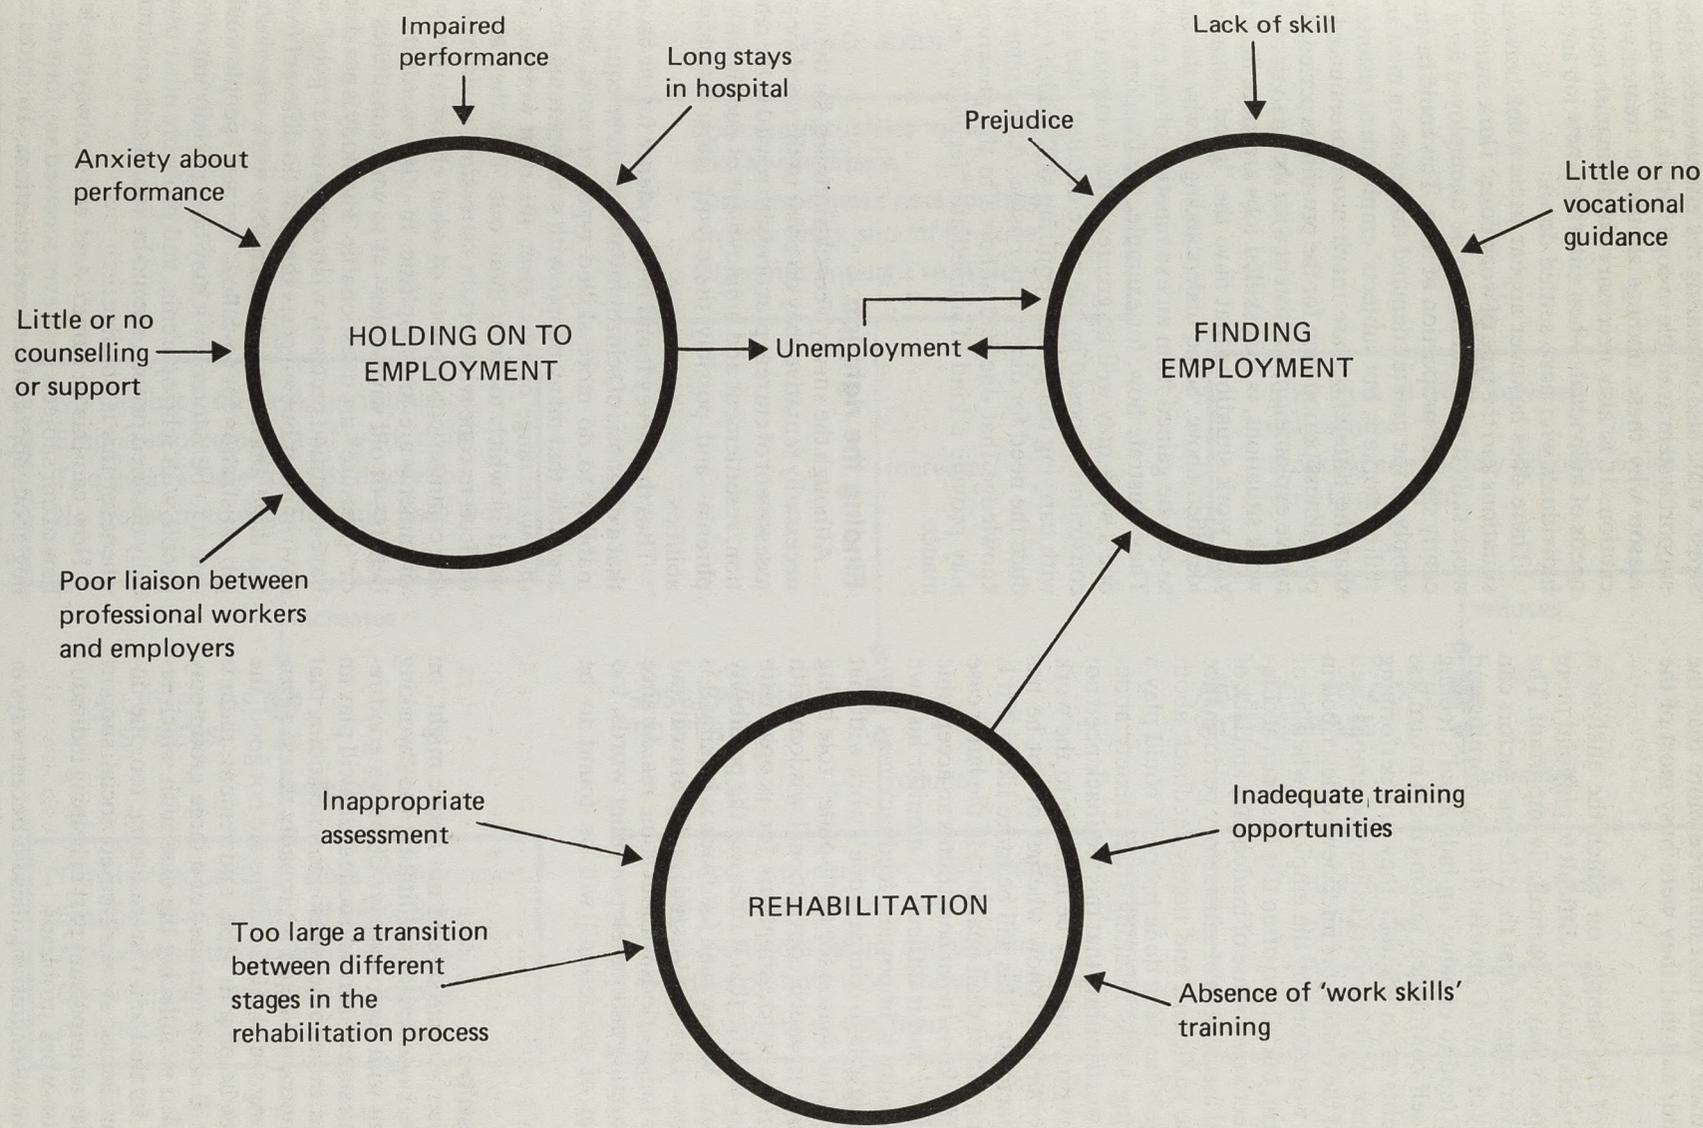 Impaired
performance
Long stays
in hospital
Anxiety about
performance
Little or no
counselling
or support
HOLDING ON TO
EMPLOYMENT
Poor liaison between
professional workers
and employers
Unemployment
Lack of skill
Prejudice
Little or no
vocational
guidance
FINDING
EMPLOYMENT
Inappropriate
assessment
Too large a transition
between different
stages in the
rehabilitation process
REHABILITATION
Inadequate training
opportunities
Absence of ‘work skills’
training